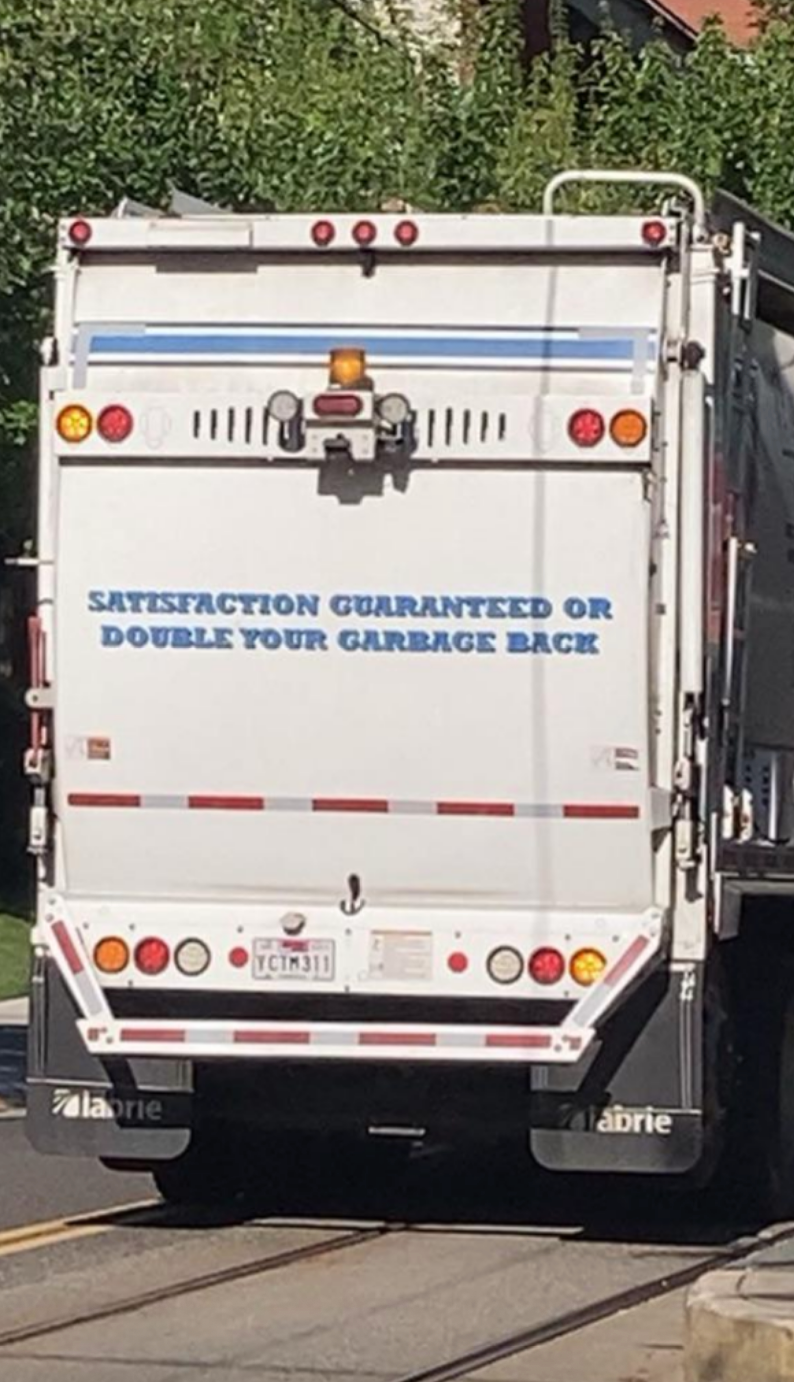 SATISFACTION GUARANTEED OR
DOUBLE YOUR GARBAGE BACK
YCTM311
labrie
labrie